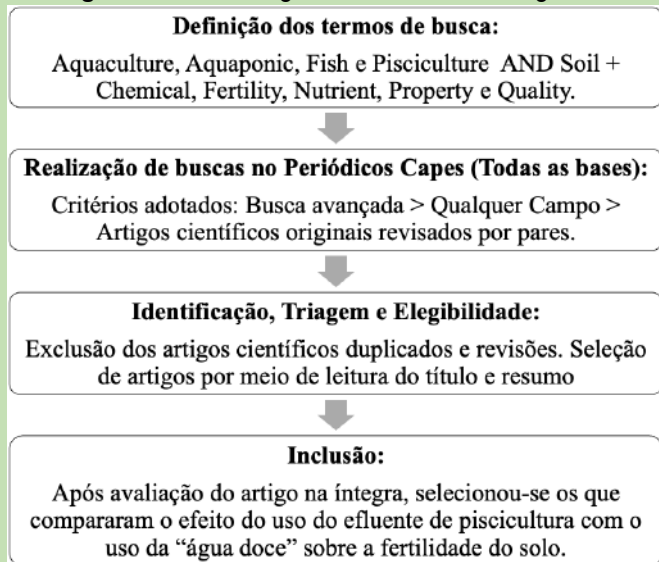 Definição dos termos de busca:
Aquaculture, Aquaponic, Fish e Pisciculture AND Soil +
Chemical, Fertility, Nutrient, Property e Quality.
Realização de buscas no Periódicos Capes (Todas as bases):
Critérios adotados: Busca avançada > Qualquer Campo >
Artigos científicos originais revisados por pares.
Identificação, Triagem e Elegibilidade:
Exclusão dos artigos científicos duplicados e revisões. Seleção
de artigos por meio de leitura do título e resumo
Inclusão:
Após avaliação do artigo na íntegra, selecionou-se os que
compararam o efeito do uso do efluente de piscicultura com o
uso da “água doce” sobre a fertilidade do solo.